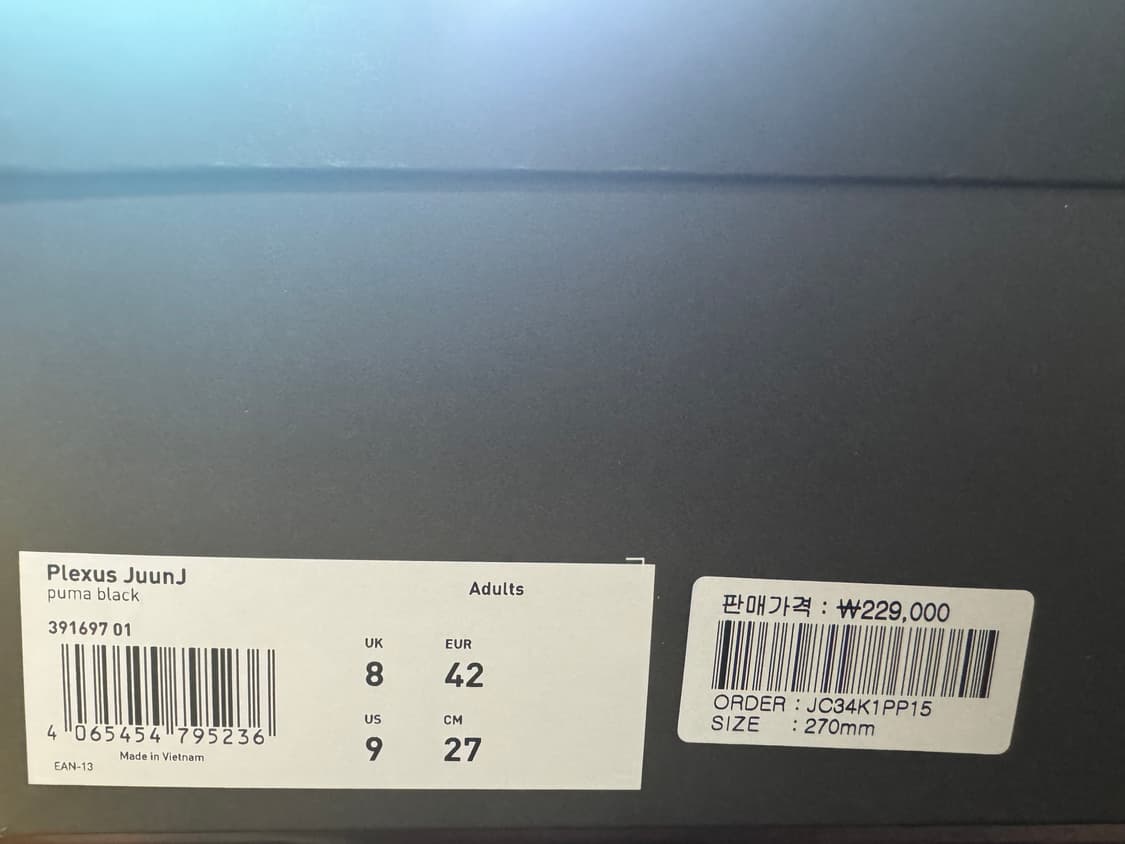 Plexus JuunJ
puma black
Adults
391697 01
4 065454 795236
Made in Vietnam
EAN-13
UK
8
EUR
42
US
9
CM
27
판매가격 : ₩229,000
ORDER : JC34K1PP15
SIZE : 270mm